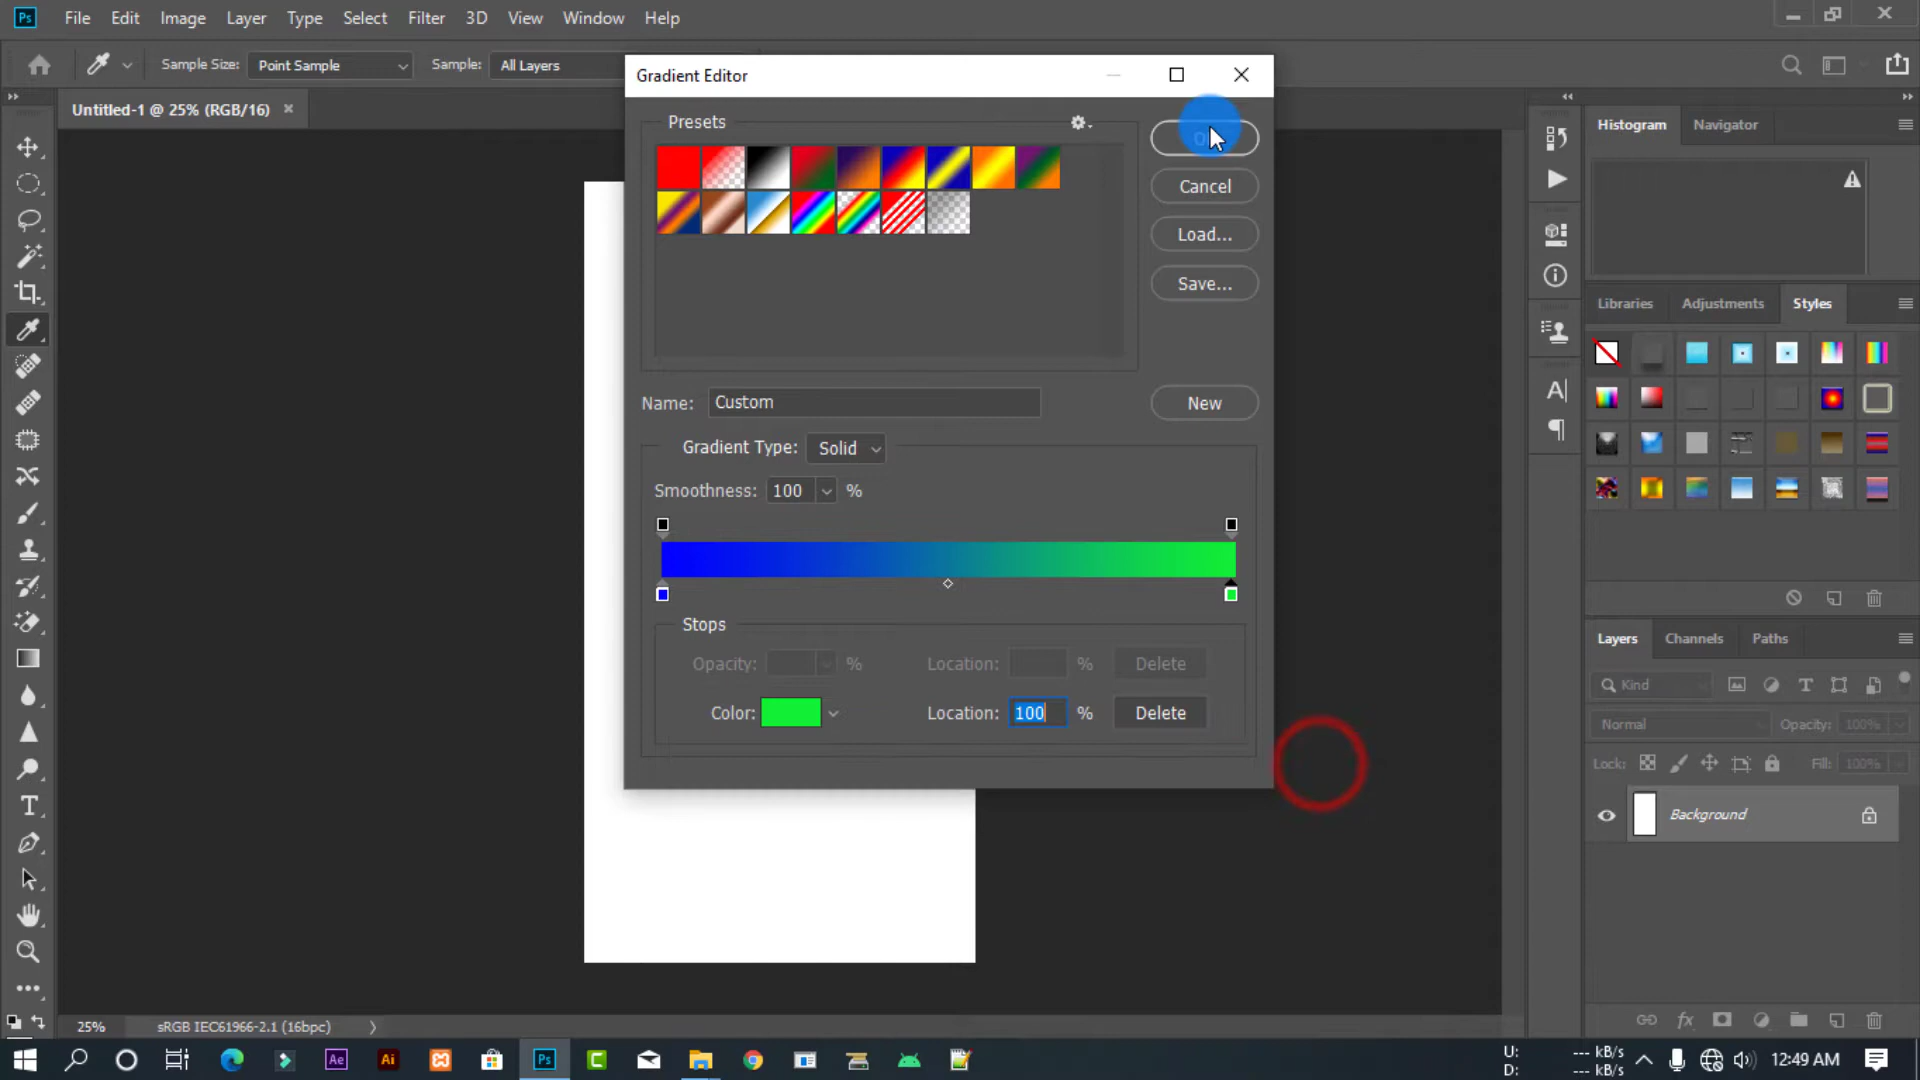 Ps File Edit Image Layer Type Select Filter 3D View Window Help
Sample Size: Point Sample Sample: All Layers
Untitled-1 @ 25% (RGB/16)
Gradient Editor
Presets
Cancel
Load...
Save...
Name: Custom
New
Gradient Type: Solid
Smoothness: 100 %
Stops
Opacity: % Location: % Delete
Color: Location: 100 % Delete
Histogram Navigator
Libraries Adjustments Styles
Layers Channels Paths
Kind
Normal Opacity: 100%
Lock: Fill: 100%
Background
25% sRGB IEC61966-2.1 (16bpc)
Ae Ai Ps C
U: --- kB/s
D: --- kB/s
12:49 AM